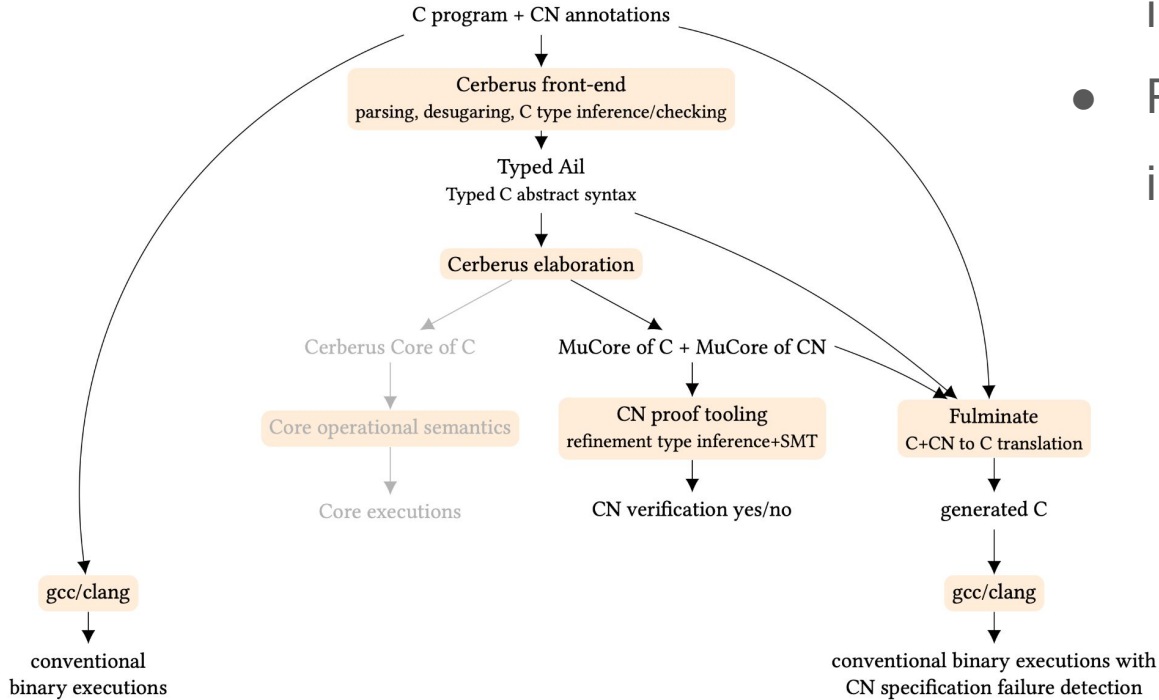 C program + CN annotations
Cerberus front-end
parsing, desugaring, C type inference/checking
Typed Ail
Typed C abstract syntax
Cerberus elaboration
Cerberus Core of C
MuCore of C + MuCore of CN
Core operational semantics
CN proof tooling
refinement type inference+SMT
Fulminate
C+CN to C translation
Core executions
CN verification yes/no
generated C
gcc/clang
gcc/clang
conventional
binary executions
conventional binary executions with
CN specification failure detection